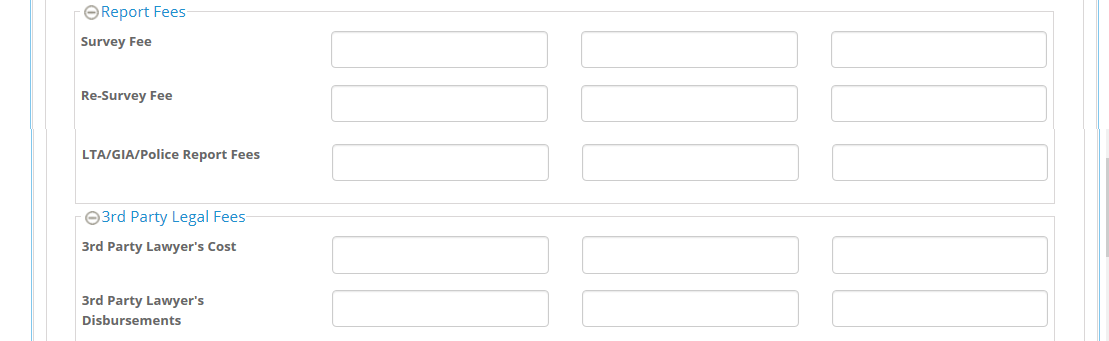 Report Fees
Survey Fee
Re-Survey Fee
LTA/GIA/Police Report Fees
3rd Party Legal Fees
3rd Party Lawyer's Cost
3rd Party Lawyer's
Disbursements